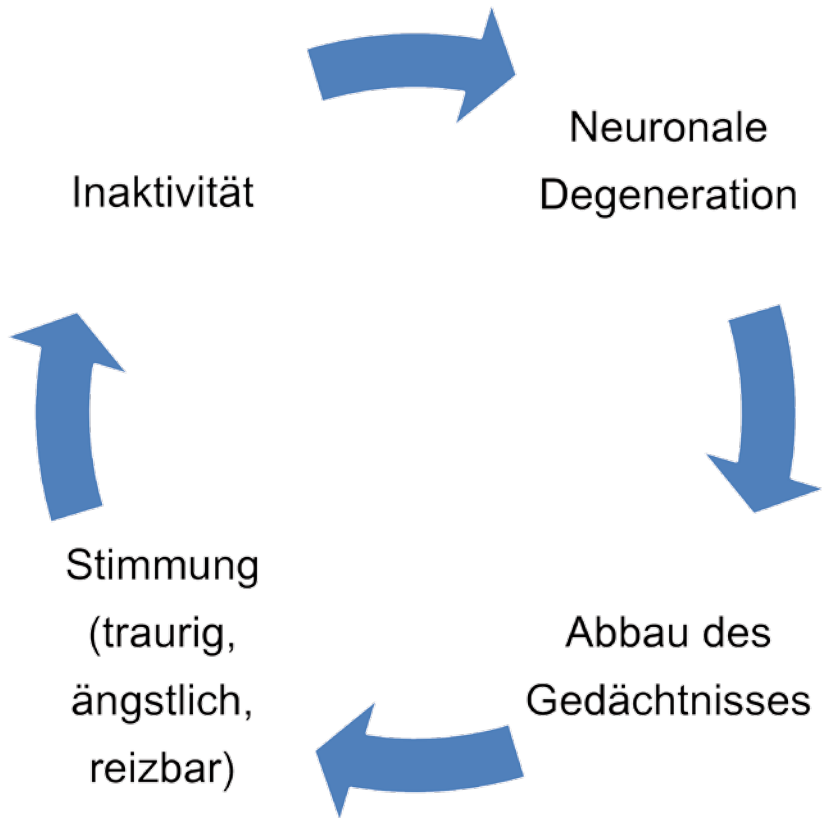 Inaktivität
Neuronale
Degeneration
Abbau des
Gedächtnisses
Stimmung
(traurig,
ängstlich,
reizbar)